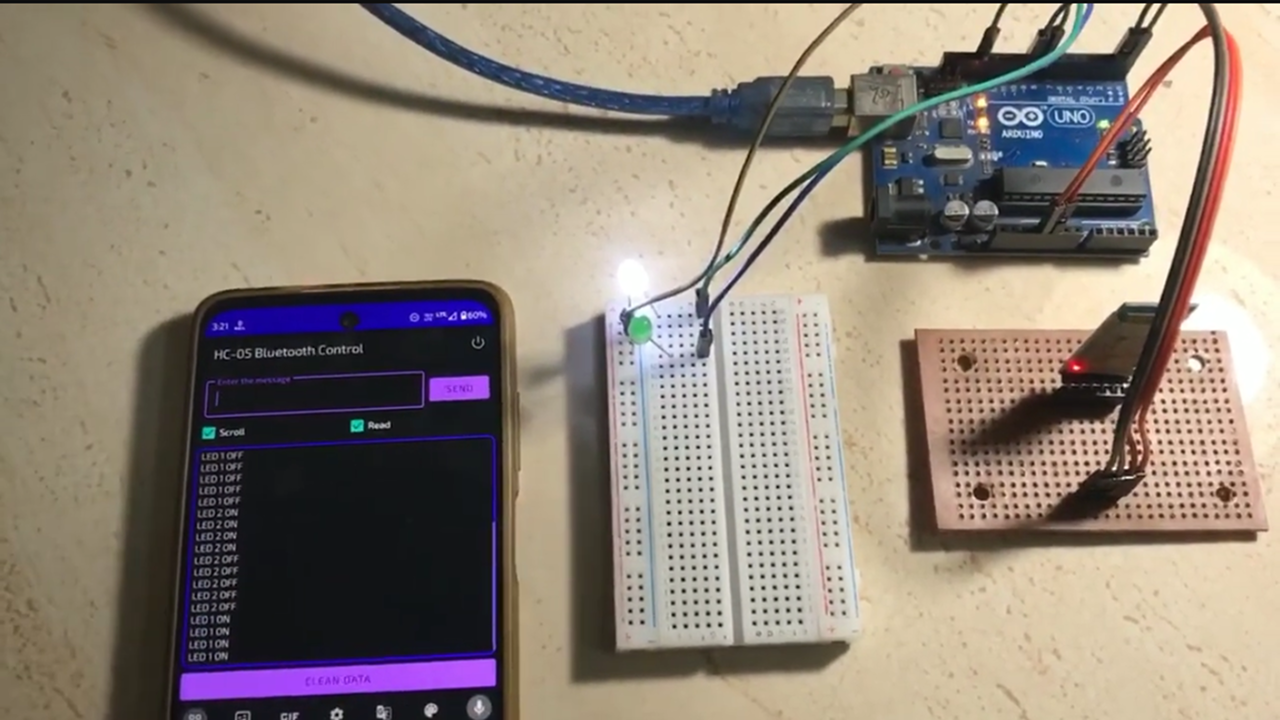 3:21
60%
HC-05 Bluetooth Control
Enter the message
SEND
Scroll
Read
LED 1 OFF
LED 1 OFF
LED 1 OFF
LED 1 OFF
LED 1 OFF
LED 2 ON
LED 2 ON
LED 2 ON
LED 2 ON
LED 2 OFF
LED 2 OFF
LED 2 OFF
LED 2 OFF
LED 2 OFF
LED 1 ON
LED 1 ON
LED 1 ON
LED 1 ON
CLEAN DATA
GIF
UNO
ARDUINO